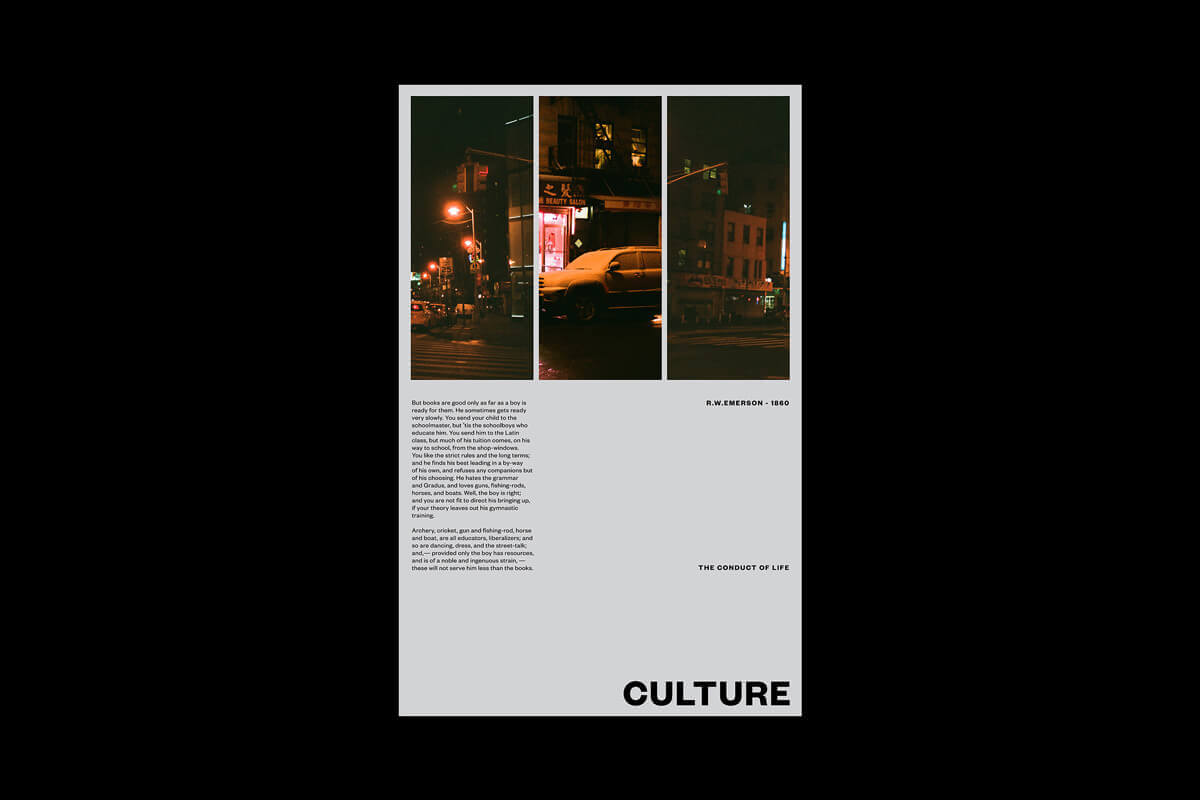 之髮
BEAUTY SALON
But books are good only as far as a boy is
ready for them. He sometimes gets ready
very slowly. You send your child to the
schoolmaster, but 'tis the schoolboys who
educate him. You send him to the Latin
class, but much of his tuition comes, on his
way to school, from the shop-windows.
You like the strict rules and the long terms;
and he finds his best leading in a by-way
of his own, and refuses any companions but
of his choosing. He hates the grammar
and Gradus, and loves guns, fishing-rods,
horses, and boats. Well, the boy is right;
and you are not fit to direct his bringing up,
if your theory leaves out his gymnastic
training.
Archery, cricket, gun and fishing-rod, horse
and boat, are all educators, liberalizers; and
so are dancing, dress, and the street-talk;
and,— provided only the boy has resources,
and is of a noble and ingenuous strain, —
these will not serve him less than the books.
R.W.EMERSON - 1860
THE CONDUCT OF LIFE
CULTURE